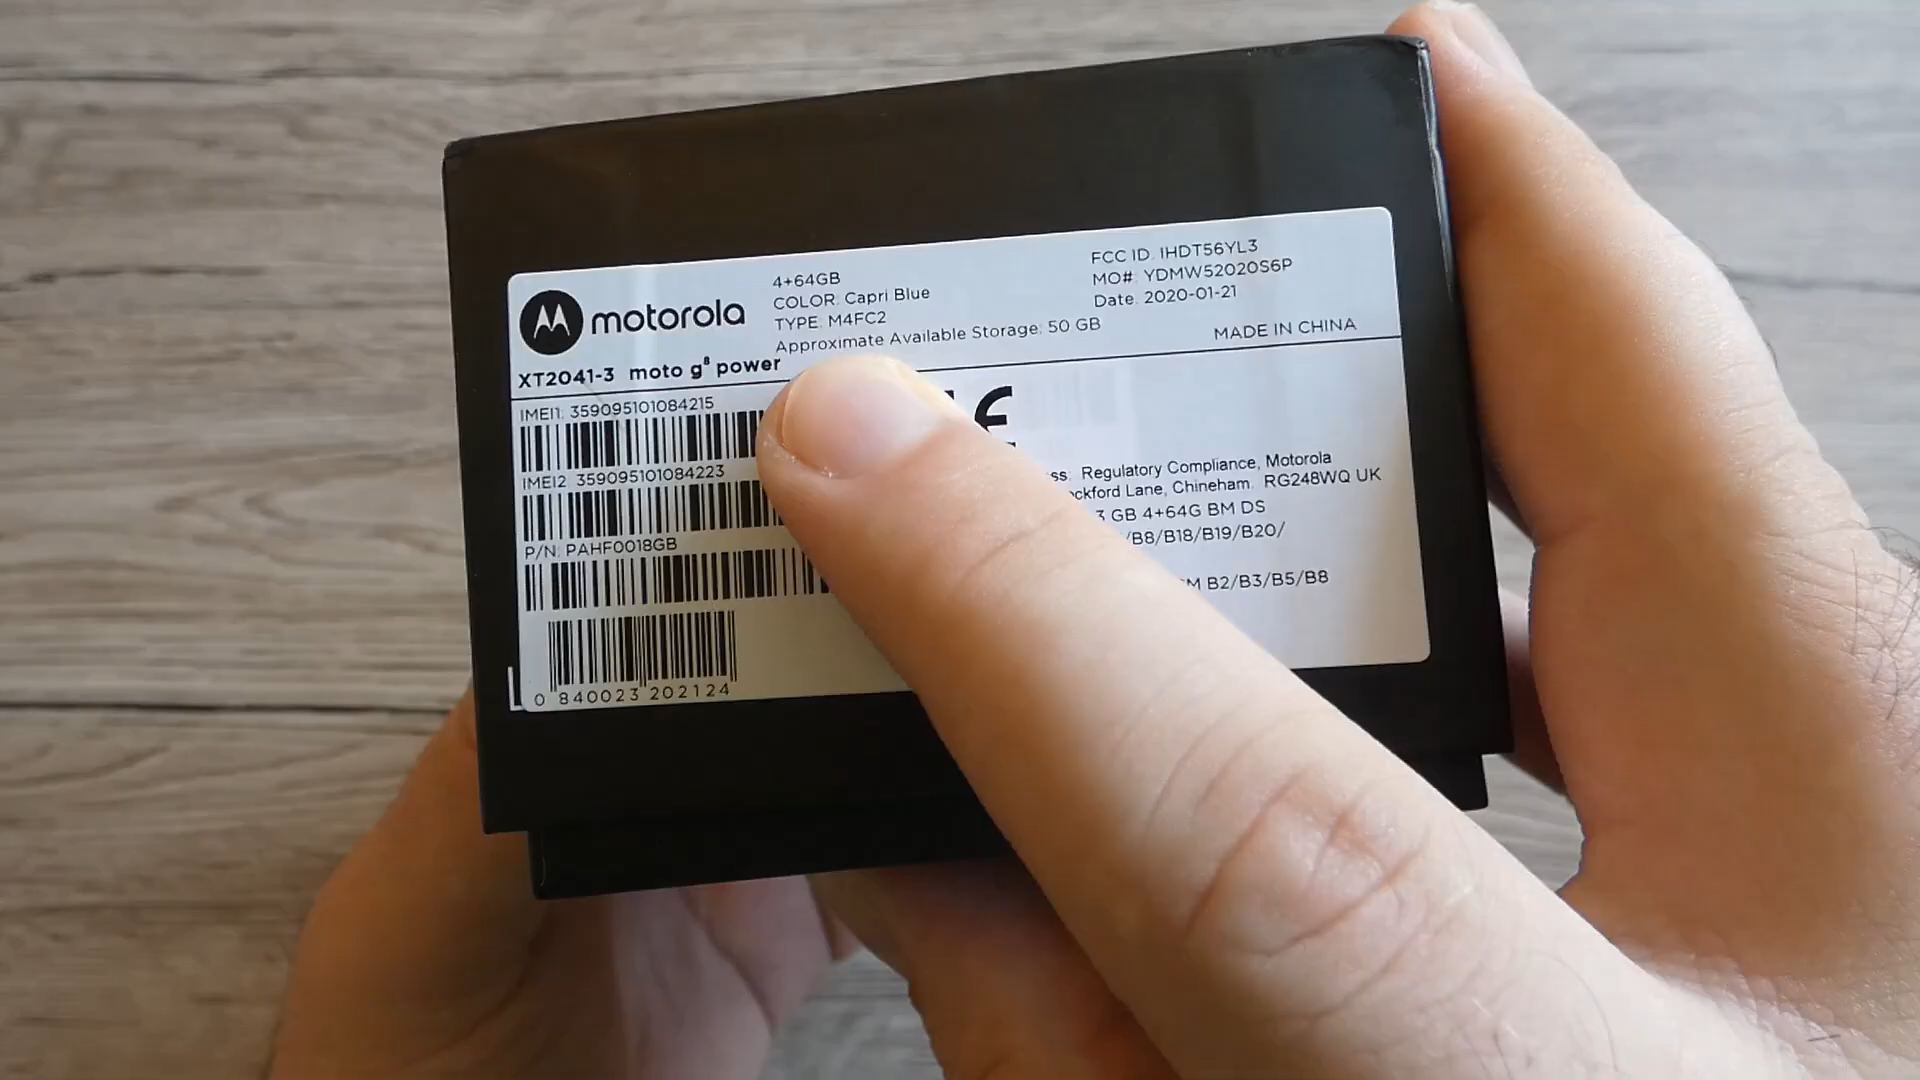 motorola
4+64GB
COLOR: Capri Blue
TYPE: M4FC2
Approximate Available Storage: 50 GB
FCC ID: IHDT56YL3
MO#: YDMW52020S6P
Date: 2020-01-21
MADE IN CHINA
XT2041-3 moto g⁸ power
IMEI1: 359095101084215
IMEI2: 359095101084223
P/N: PAHF0018GB
0 840023 202124
Regulatory Compliance, Motorola
Lane, Chineham. RG248WQ UK
GB 4+64G BM DS
/B8/B18/B19/B20/
B2/B3/B5/B8